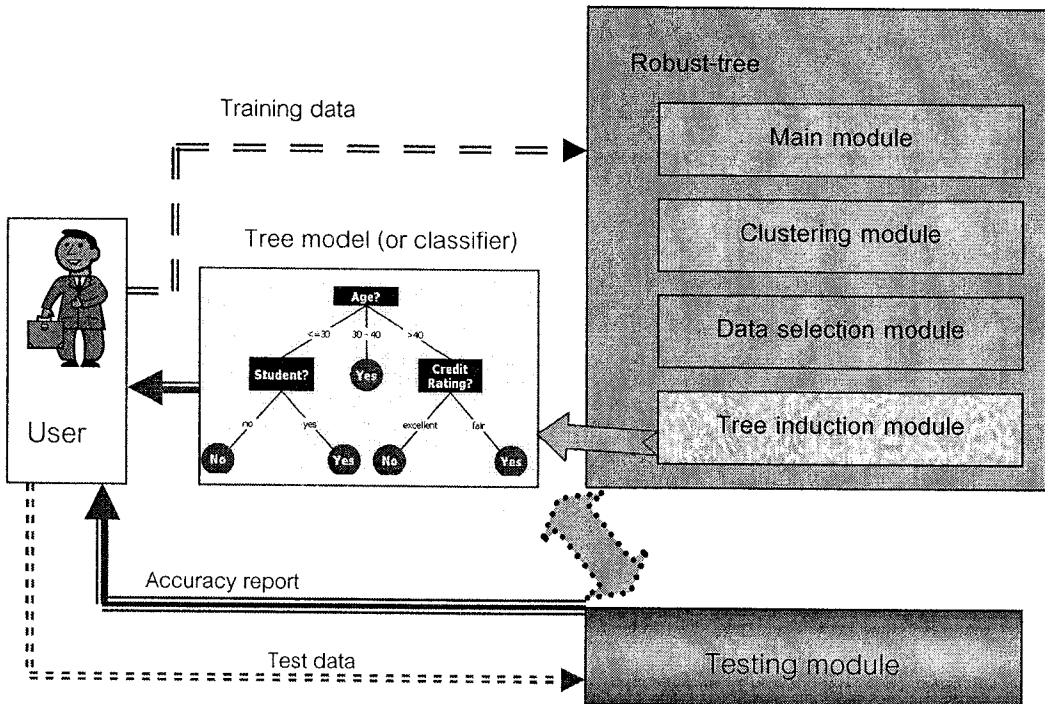 Robust-tree
Training data
Main module
Clustering module
Tree model (or classifier)
Age?
<=30
30 - 40
>40
Data selection module
Student?
Yes
Credit
Rating?
User
no
yes
excellent
fair
Tree induction module
No
Yes
No
Yes
Accuracy report
Test data
Testing module